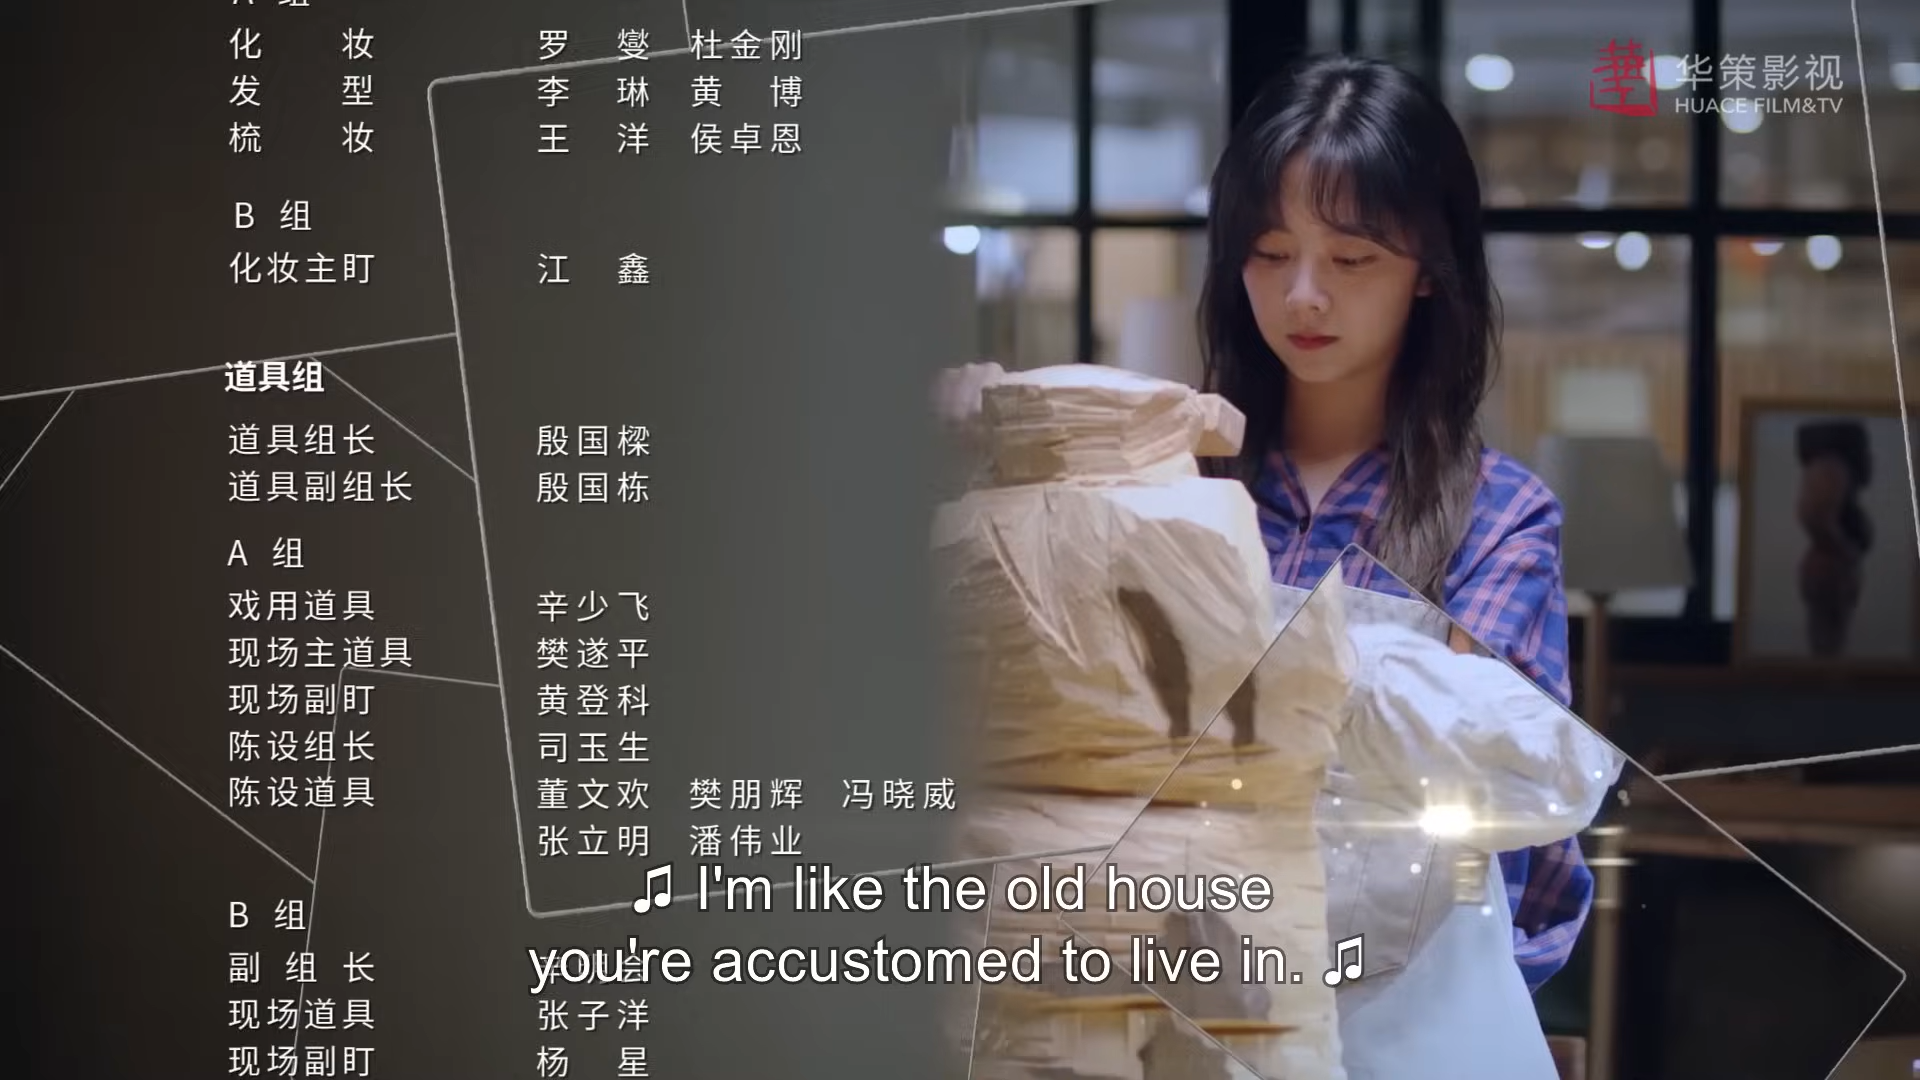 化 妆 罗 燮 杜金刚
发 型 李 琳 黄 博
梳 妆 王 洋 侯卓恩
B 组
化妆主盯 江 鑫
道具组
道具组长 殷国樑
道具副组长 殷国栋
A 组
戏用道具 辛少飞
现场主道具 樊遂平
现场副盯 黄登科
陈设组长 司玉生
陈设道具 董文欢 樊朋辉 冯晓威
张立明 潘伟业
B 组
副 组 长
现场道具 张子洋
现场副盯 杨 星
♫ I'm like the old house
you're accustomed to live in. ♫
华策影视
HUACE FILM&TV